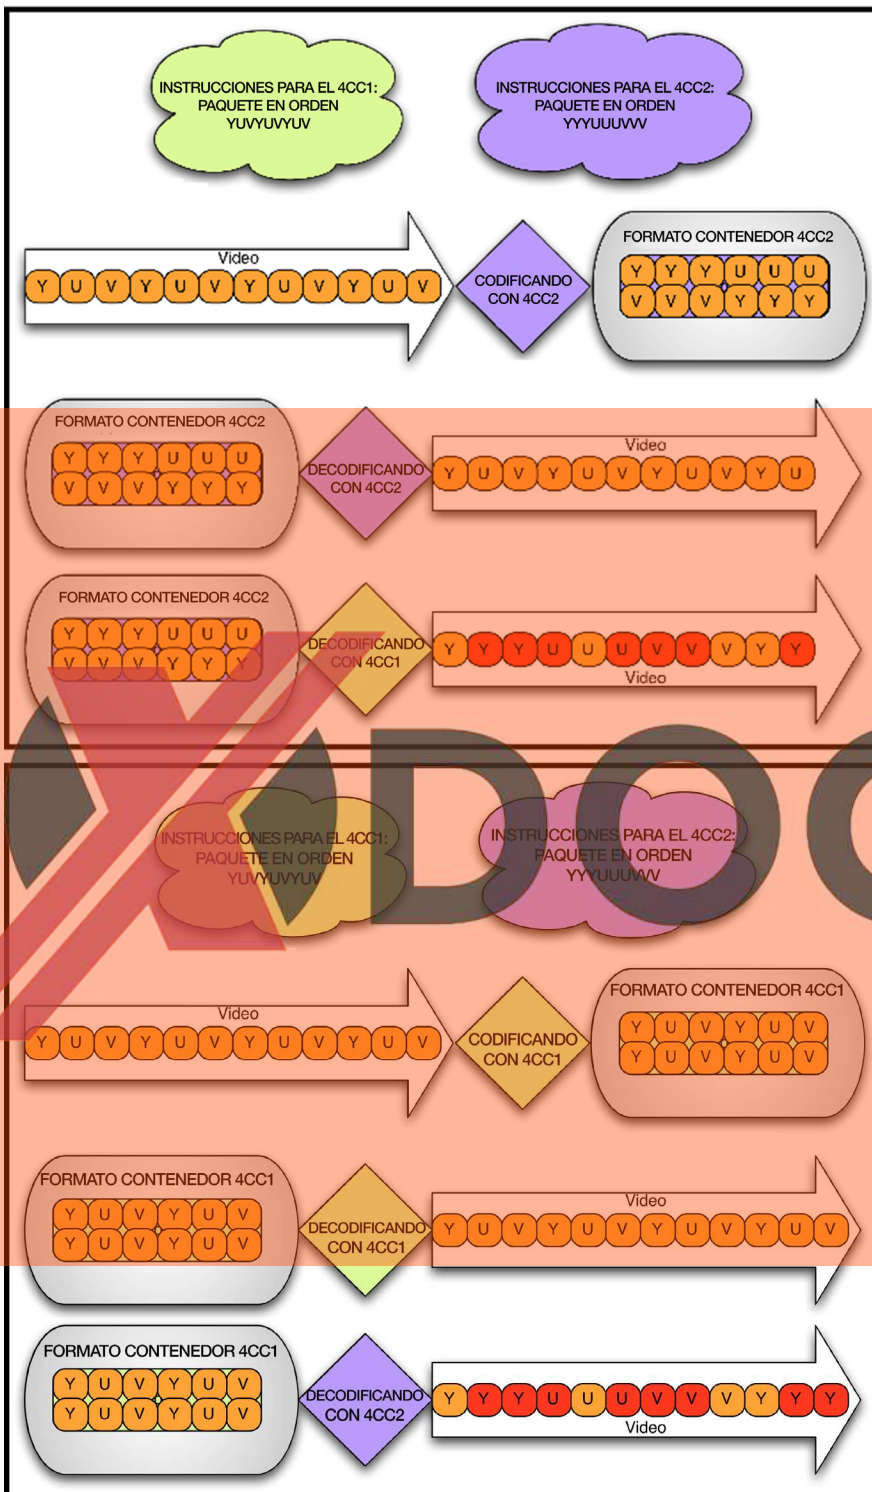 INSTRUCCIONES PARA EL 4CC1:
PAQUETE EN ORDEN
YUVYUVYUV
INSTRUCCIONES PARA EL 4CC2:
PAQUETE EN ORDEN
YYYUUUVVV
Video
Y U V Y U V Y U V Y U V
CODIFICANDO
CON 4CC2
FORMATO CONTENEDOR 4CC2
Y Y Y U U U
V V V Y Y Y
FORMATO CONTENEDOR 4CC2
Y Y Y U U U
V V V Y Y Y
DECODIFICANDO
CON 4CC2
Video
Y U V Y U V Y U V Y U
FORMATO CONTENEDOR 4CC2
Y Y Y U U U
V V V Y Y Y
DECODIFICANDO
CON 4CC1
Y Y Y U U U V V V Y Y
Video
INSTRUCCIONES PARA EL 4CC1:
PAQUETE EN ORDEN
YUVYUVYUV
INSTRUCCIONES PARA EL 4CC2:
PAQUETE EN ORDEN
YYYUUUVVV
Video
Y U V Y U V Y U V Y U V
CODIFICANDO
CON 4CC1
FORMATO CONTENEDOR 4CC1
Y U V Y U V
Y U V Y U V
FORMATO CONTENEDOR 4CC1
Y U V Y U V
Y U V Y U V
DECODIFICANDO
CON 4CC1
Video
Y U V Y U V Y U V Y U V
FORMATO CONTENEDOR 4CC1
Y U V Y U V
Y U V Y U V
DECODIFICANDO
CON 4CC2
Y Y Y U U U V V V Y Y Y
Video